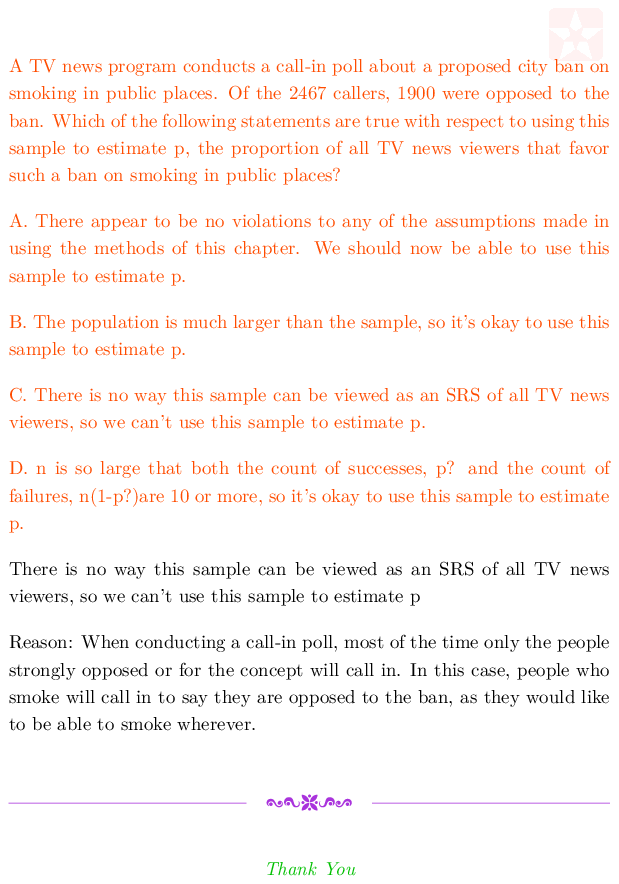 A TV news program conducts a call-in poll about a proposed city ban on
smoking in public places. Of the 2467 callers, 1900 were opposed to the
ban. Which of the following statements are true with respect to using this
sample to estimate p, the proportion of all TV news viewers that favor
such a ban on smoking in public places?
A. There appear to be no violations to any of the assumptions made in
using the methods of this chapter. We should now be able to use this
sample to estimate p.
B. The population is much larger than the sample, so it's okay to use this
sample to estimate p.
C. There is no way this sample can be viewed as an SRS of all TV news
viewers, so we can't use this sample to estimate p.
D. n is so large that both the count of successes, p? and the count of
failures, n(1-p?)are 10 or more, so it's okay to use this sample to estimate
p.
There is no way this sample can be viewed as an SRS of all TV news
viewers, so we can't use this sample to estimate p
Reason: When conducting a call-in poll, most of the time only the people
strongly opposed or for the concept will call in. In this case, people who
smoke will call in to say they are opposed to the ban, as they would like
to be able to smoke wherever.
Thank You